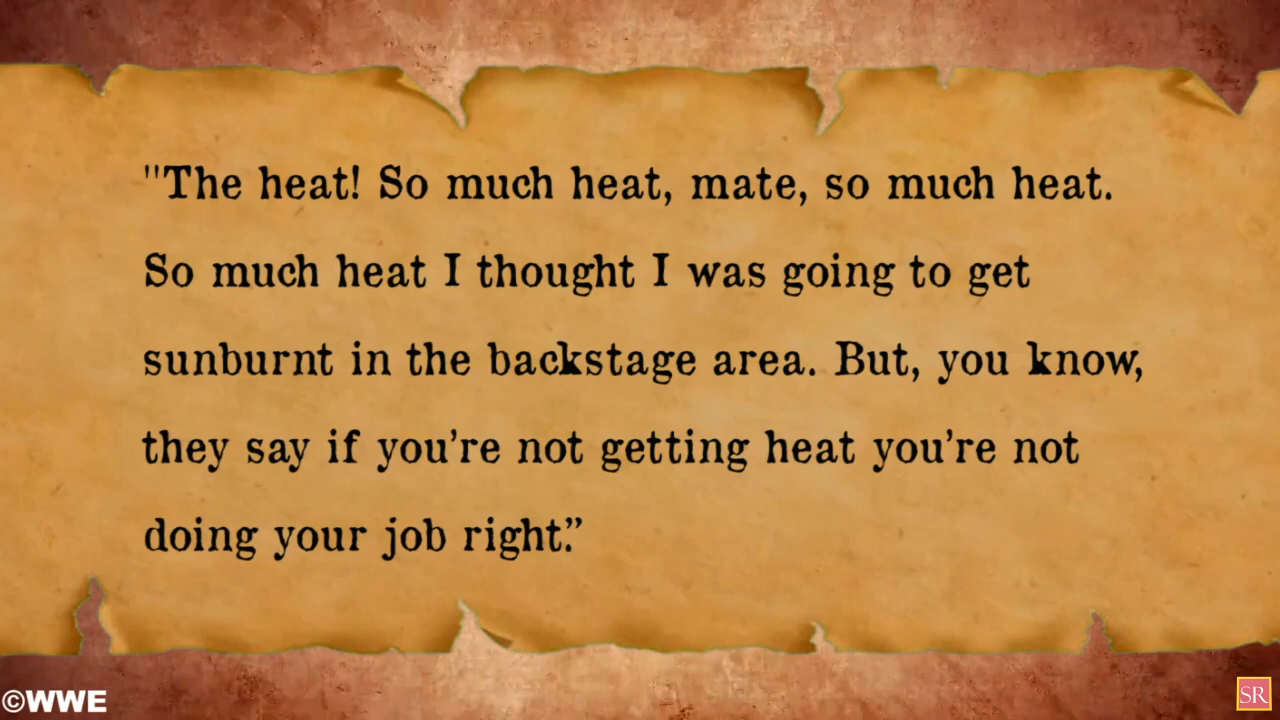 "The heat! So much heat, mate, so much heat.
So much heat I thought I was going to get
sunburnt in the backstage area. But, you know,
they say if you're not getting heat you're not
doing your job right.”
©WWE
SR